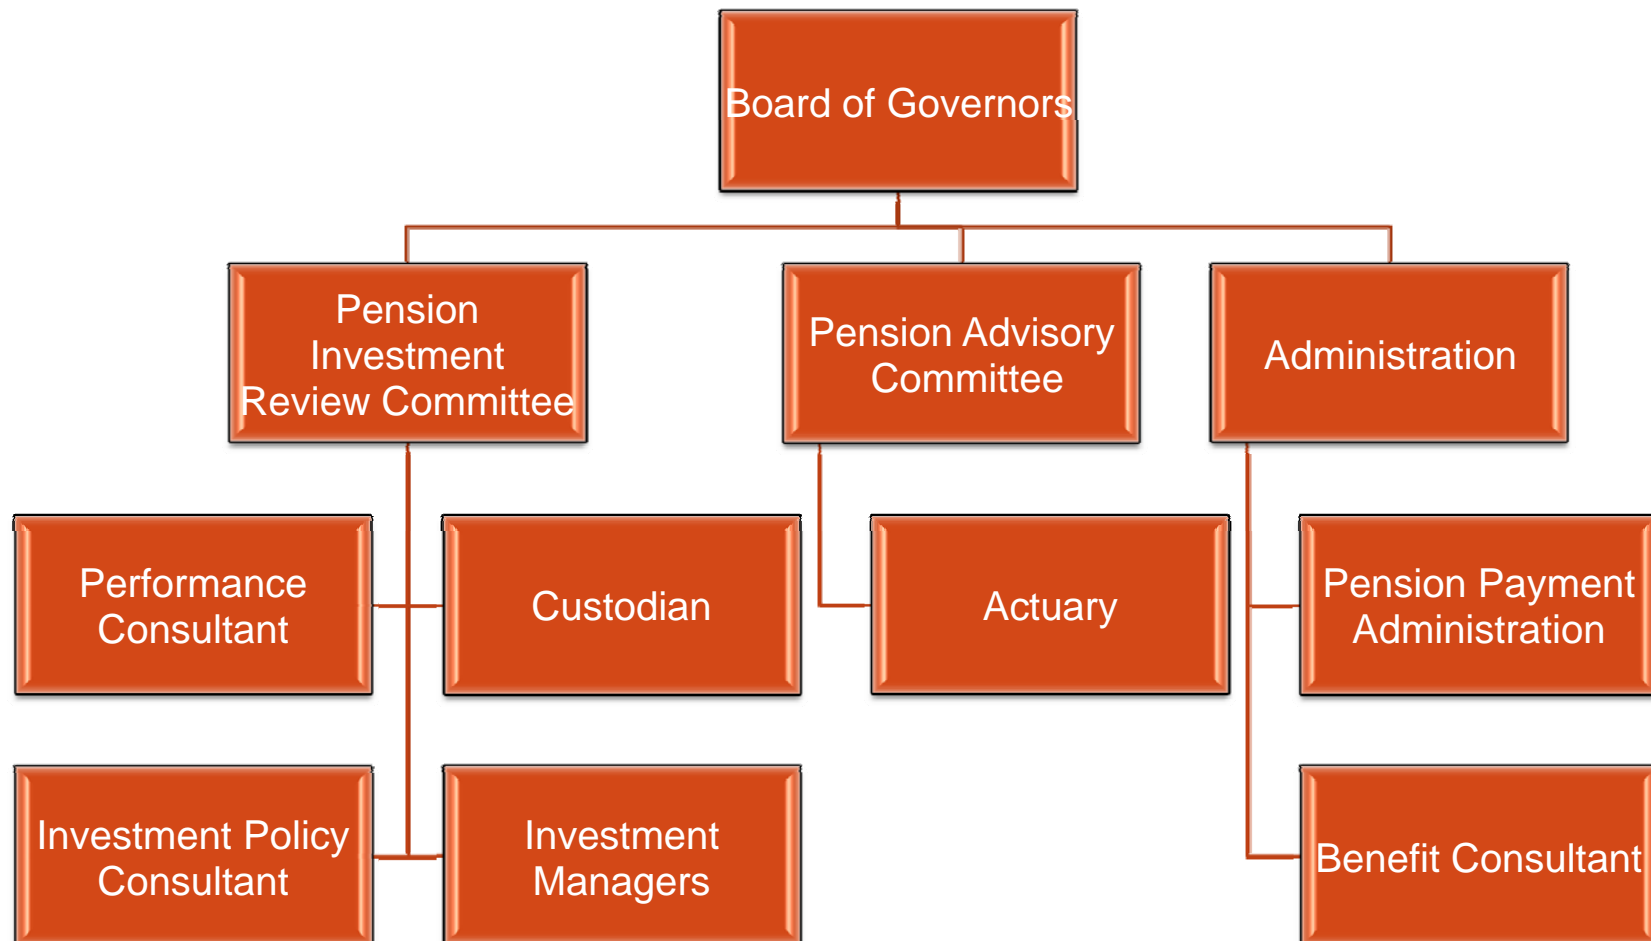 Board of Governors
Pension
Investment
Review Committee
Pension Advisory
Committee
Administration
Performance
Consultant
Custodian
Actuary
Pension Payment
Administration
Investment Policy
Consultant
Investment
Managers
Benefit Consultant